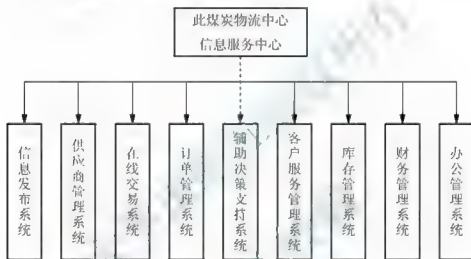 此煤炭物流中心
信息服务中心
信息发布系统
供应商管理系统
在线交易系统
订单管理系统
辅助决策支持系统
客户服务管理系统
库存管理系统
财务管理系统
办公管理系统